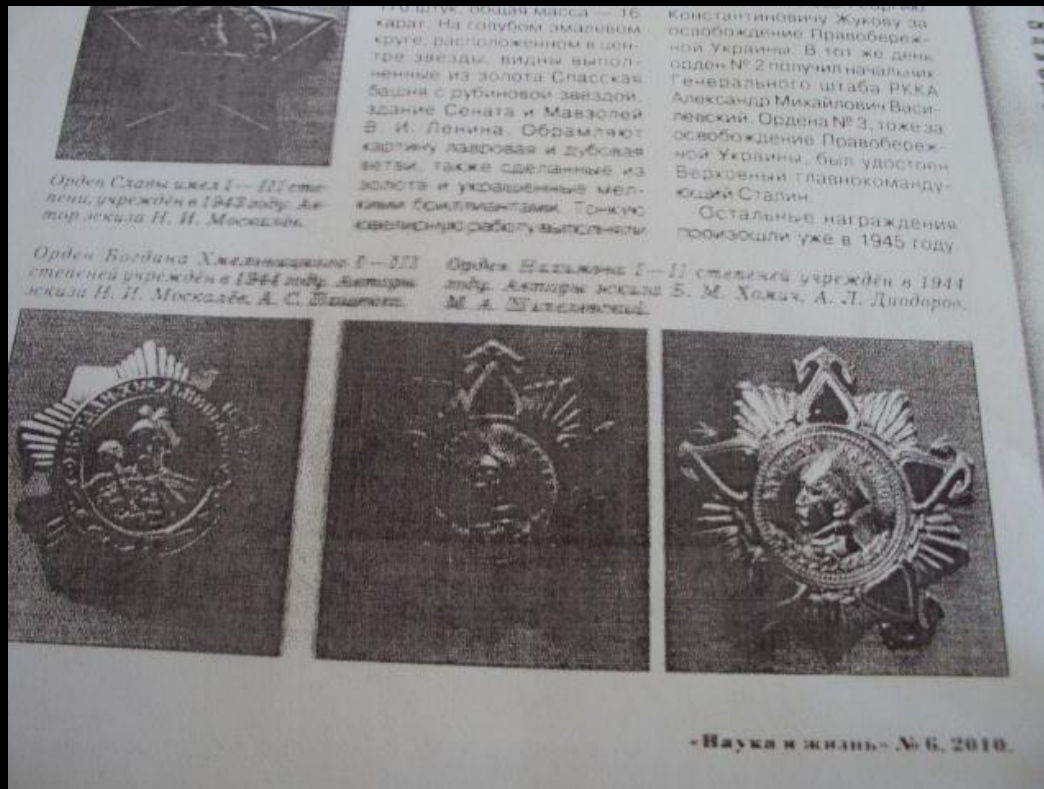 170 штук, общая масса — 16
карат. На голубом эмалевом
круге, расположенном в цен-
тре звезды, видны выпол-
ненные из золота Спасская
башня с рубиновой звездой,
здание Сената и Мавзолей
В. И. Ленина. Обрамляют
картину лавровая и дубовая
ветви, также сделанные из
золота и украшенные мел-
кими бриллиантами. Тонкую
ювелирную работу выполняли
Георгию
Константиновичу Жукову за
освобождение Правобереж-
ной Украины. В тот же день
орден № 2 получил начальник
Генерального штаба РККА
Александр Михайлович Васи-
левский. Ордена № 3, тоже за
освобождение Правобереж-
ной Украины, был удостоен
Верховный главнокоманду-
ющий Сталин.
Остальные награждения
произошли уже в 1945 году.
Орден Славы имел I — III сте-
пени, учреждён в 1943 году. Ав-
тор эскиза Н. И. Москалёв.
Орден Богдана Хмельницкого I — III
степеней учреждён в 1944 году. Авторы
эскиза Н. И. Москалёв, А. С.
Орден Нахимова I — II степеней учреждён в 1944
году. Авторы эскиза Б. М. Хомич, А. Л. Диодоров,
М. А. Шепелевский.
«Наука и жизнь» № 6, 2010.